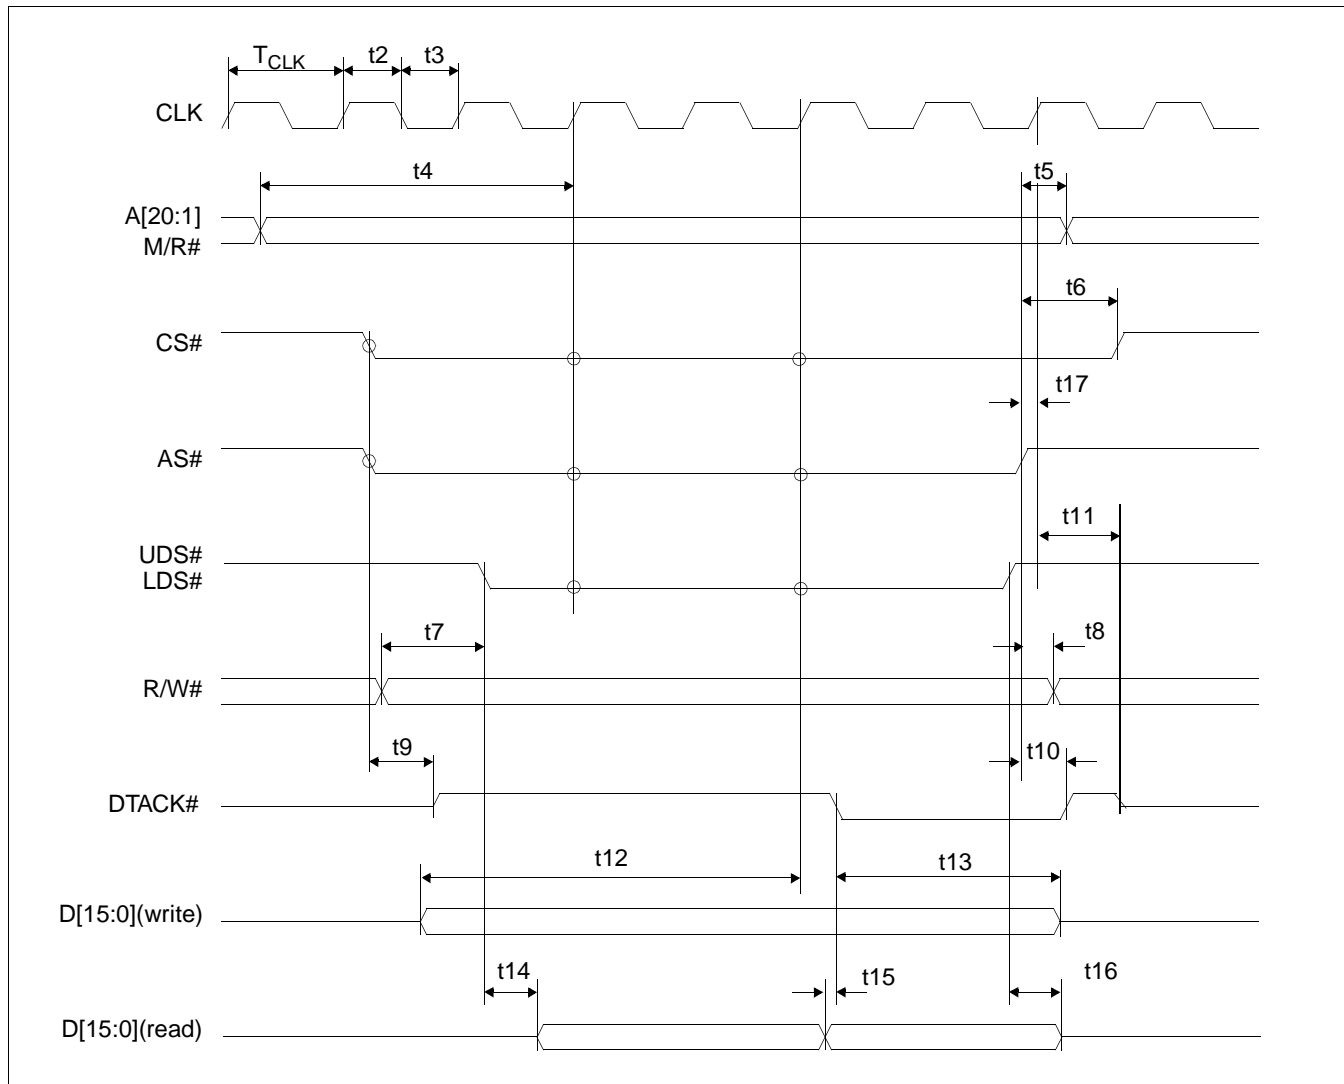 TCLK t2 t3
CLK
t4 t5
A[20:1]
M/R#
t6
CS#
t17
AS#
t11
UDS#
LDS#
t7 t8
R/W#
t9 t10
DTACK#
t12 t13
D[15:0](write)
t14 t15 t16
D[15:0](read)